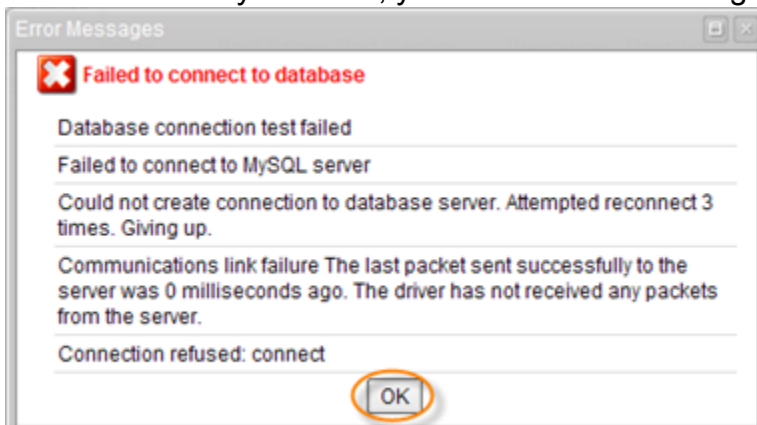 Error Messages
Failed to connect to database
Database connection test failed
Failed to connect to MySQL server
Could not create connection to database server. Attempted reconnect 3
times. Giving up.
Communications link failure The last packet sent successfully to the
server was 0 milliseconds ago. The driver has not received any packets
from the server.
Connection refused: connect
OK